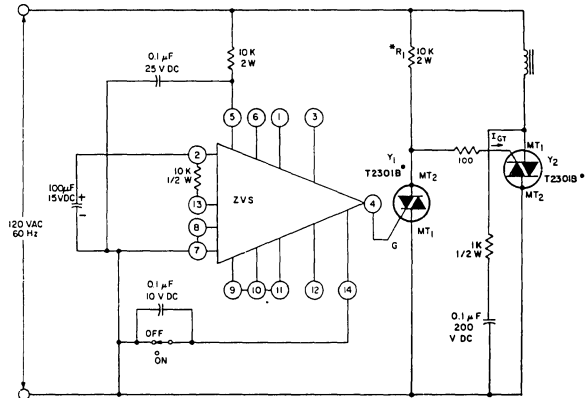 0.1 µF
25 V DC
10 K
2 W
*R1
10 K
2 W
5
6
1
3
2
10 K
1/2 W
13
8
7
ZVS
4
G
100µF
15VDC
+
-
120 VAC
60 Hz
9
10
11
12
14
0.1 µF
10 V DC
OFF
ON
Y1
T2301B*
MT2
MT1
100
IGT
MT1
Y2
T2301B*
MT2
1K
1/2 W
0.1 µF
200
V DC